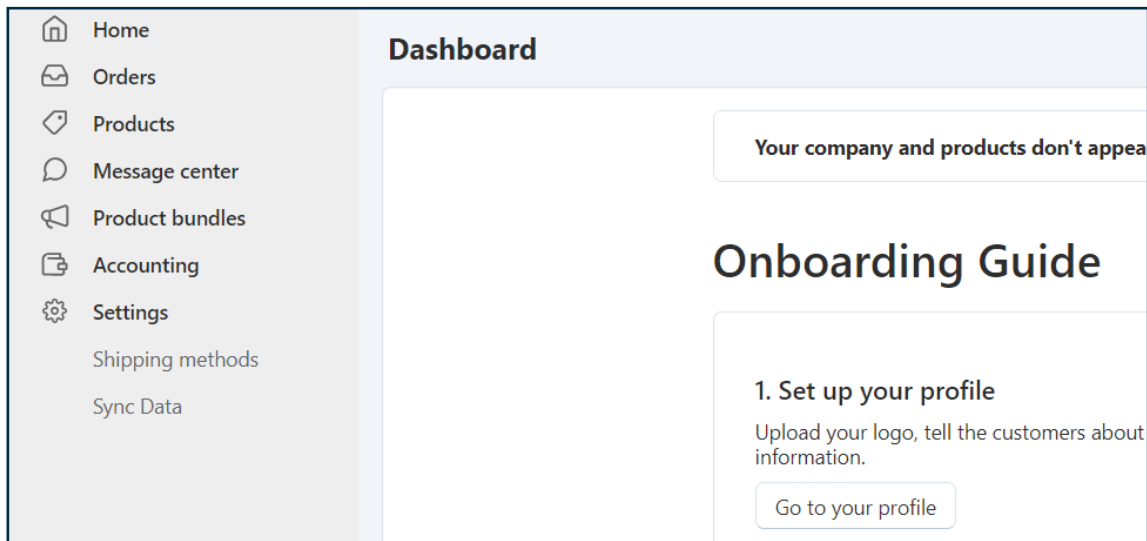 Home
Orders
Products
Message center
Product bundles
Accounting
Settings
Shipping methods
Sync Data
Dashboard
Your company and products don't appea
Onboarding Guide
1. Set up your profile
Upload your logo, tell the customers about
information.
Go to your profile